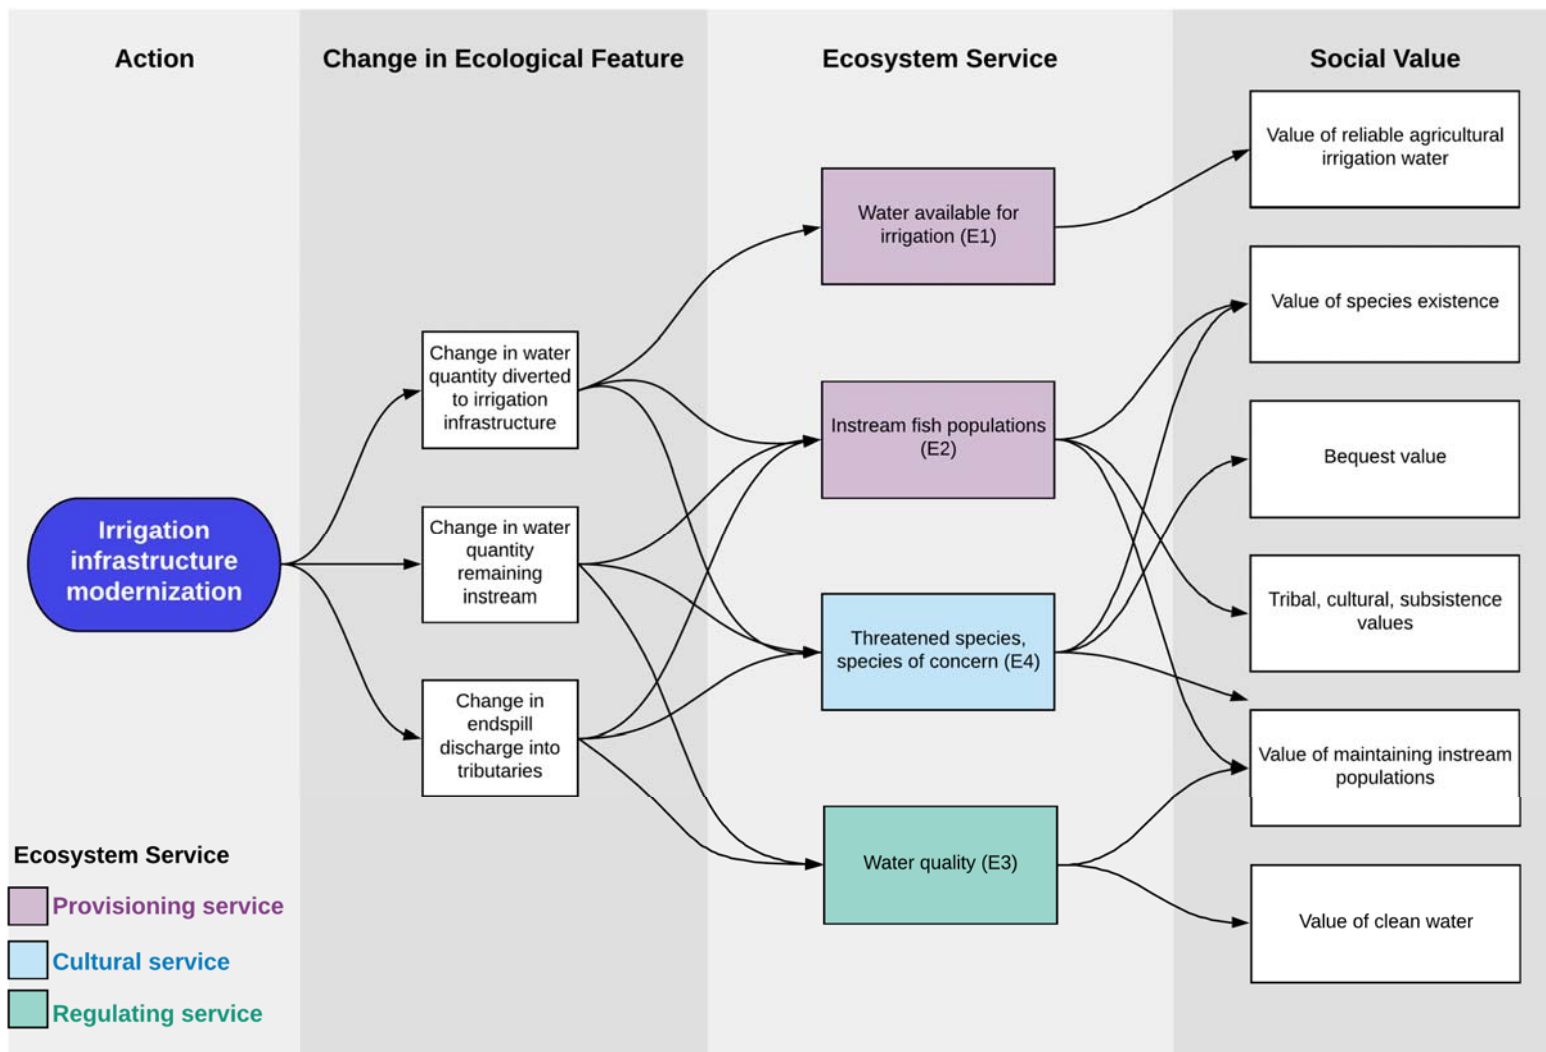 Action
Change in Ecological Feature
Ecosystem Service
Social Value
Irrigation
infrastructure
modernization
Change in water
quantity diverted
to irrigation
infrastructure
Change in water
quantity
remaining
instream
Change in
endspill
discharge into
tributaries
Water available for
irrigation (E1)
Instream fish populations
(E2)
Threatened species,
species of concern (E4)
Water quality (E3)
Value of reliable agricultural
irrigation water
Value of species existence
Bequest value
Tribal, cultural, subsistence
values
Value of maintaining instream
populations
Value of clean water
Ecosystem Service
Provisioning service
Cultural service
Regulating service